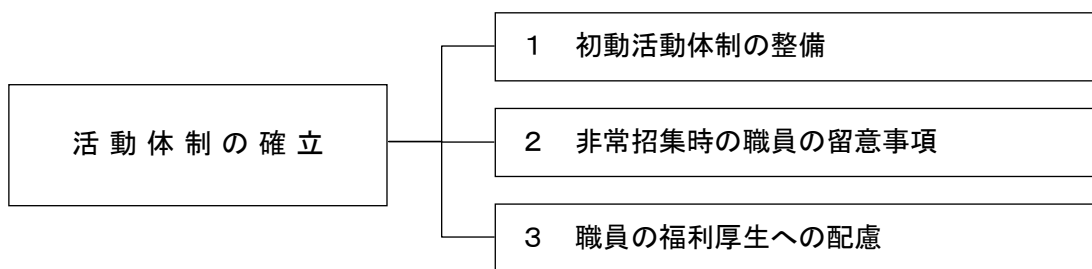 活動体制の確立
１　初動活動体制の整備
２　非常招集時の職員の留意事項
３　職員の福利厚生への配慮